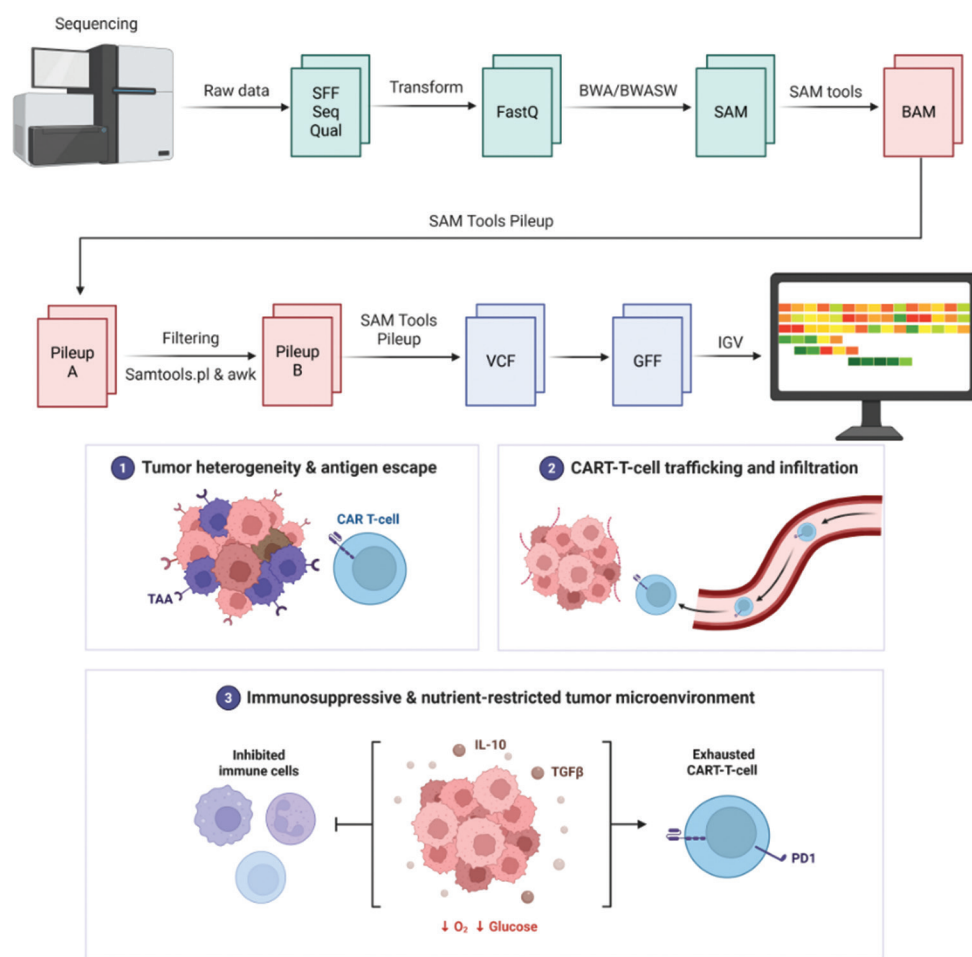 Sequencing
Raw data
SFF
Seq
Qual
Transform
FastQ
BWA/BWASW
SAM
SAM tools
BAM
SAM Tools Pileup
Pileup
A
Filtering
Samtools.pl & awk
Pileup
B
SAM Tools
Pileup
VCF
GFF
IGV
1 Tumor heterogeneity & antigen escape
CAR T-cell
TAA
2 CART-T-cell trafficking and infiltration
3 Immunosuppressive & nutrient-restricted tumor microenvironment
Inhibited
immune cells
IL-10
TGFβ
↓ O₂ ↓ Glucose
Exhausted
CART-T-cell
PD1